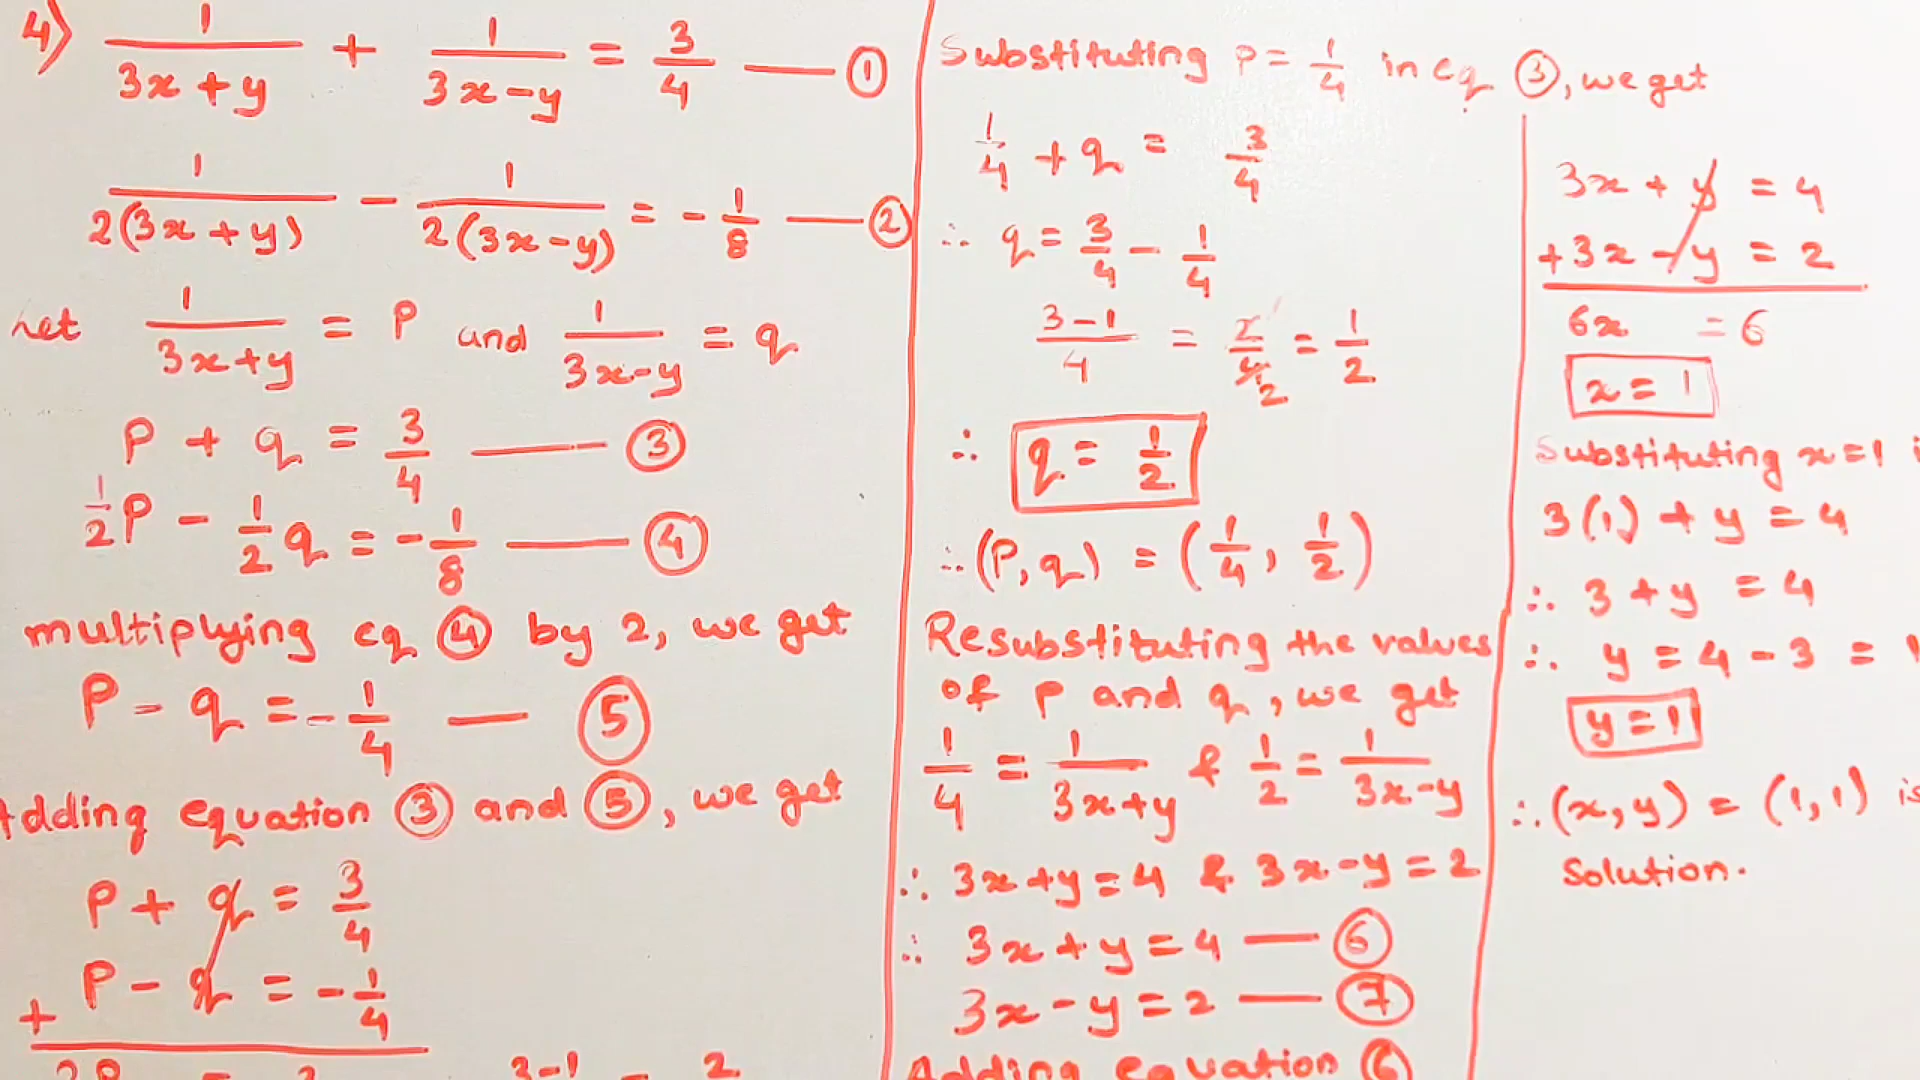 4) 1/(3x+y) + 1/(3x-y) = 3/4 — ①
1/2(3x+y) - 1/2(3x-y) = -1/8 — ②
Let 1/(3x+y) = P and 1/(3x-y) = q
P + q = 3/4 — ③
1/2 P - 1/2 q = -1/8 — ④
multiplying eq ④ by 2, we get
P - q = -1/4 — ⑤
Adding equation ③ and ⑤, we get
P + q = 3/4
+ P - q = -1/4
Substituting P = 1/4 in eq ③, we get
1/4 + q = 3/4
∴ q = 3/4 - 1/4
(3-1)/4 = 2/4 = 1/2
∴ q = 1/2
∴ (P, q) = (1/4, 1/2)
Resubstituting the values
of P and q, we get
1/4 = 1/(3x+y) & 1/2 = 1/(3x-y)
∴ 3x+y=4 & 3x-y=2
∴ 3x+y=4 — ⑥
3x-y=2 — ⑦
Adding equation ⑥
3x + y = 4
+3x - y = 2
6x = 6
x = 1
Substituting x=1
3(1) + y = 4
∴ 3 + y = 4
∴ y = 4 - 3 = 1
y = 1
∴ (x, y) = (1, 1) is
Solution.